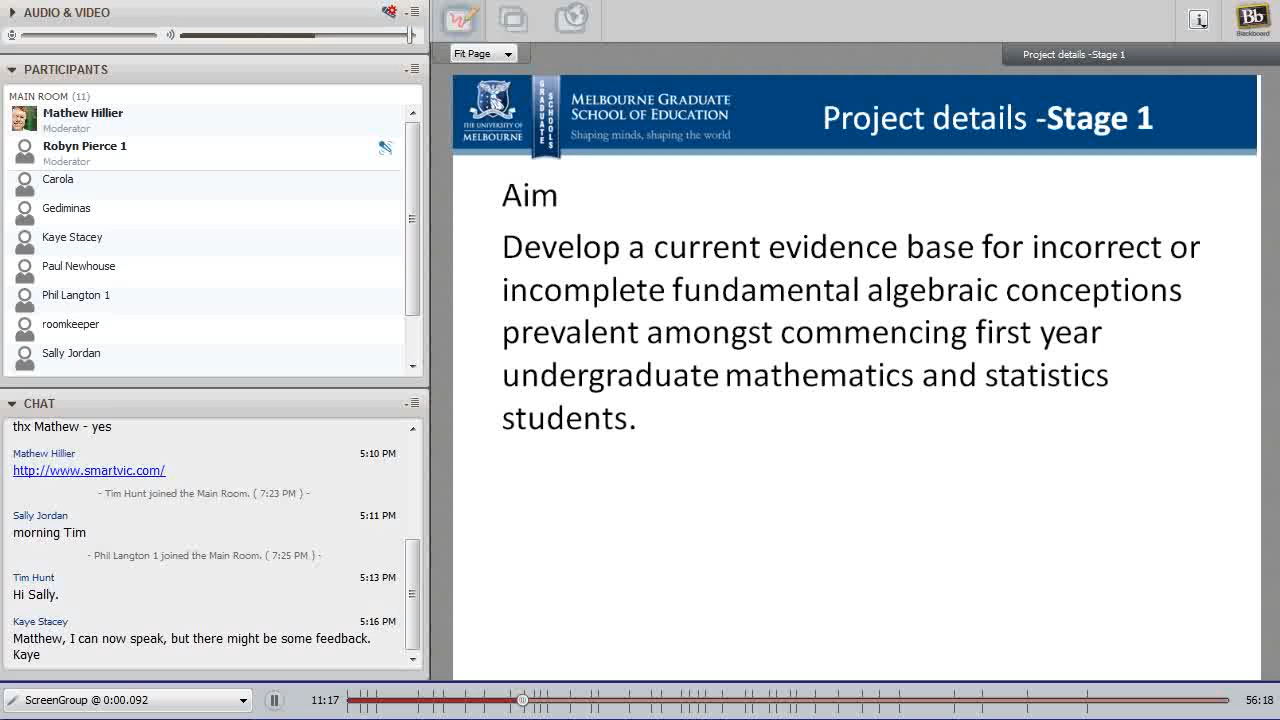 AUDIO & VIDEO
PARTICIPANTS
MAIN ROOM (11)
Mathew Hillier
Moderator
Robyn Pierce 1
Moderator
Carola
Gediminas
Kaye Stacey
Paul Newhouse
Phil Langton 1
roomkeeper
Sally Jordan
CHAT
thx Mathew - yes
Mathew Hillier 5:10 PM
http://www.smartvic.com/
- Tim Hunt joined the Main Room. ( 7:23 PM ) -
Sally Jordan 5:11 PM
morning Tim
- Phil Langton 1 joined the Main Room. ( 7:25 PM ) -
Tim Hunt 5:13 PM
Hi Sally.
Kaye Stacey 5:16 PM
Matthew, I can now speak, but there might be some feedback.
Kaye
ScreenGroup @ 0:00.092
11:17
56:18
Bb
Blackboard
Fit Page
Project details -Stage 1
THE UNIVERSITY OF
MELBOURNE
GRADUATE
SCHOOLS
MELBOURNE GRADUATE
SCHOOL OF EDUCATION
Shaping minds, shaping the world
Project details -Stage 1
Aim
Develop a current evidence base for incorrect or
incomplete fundamental algebraic conceptions
prevalent amongst commencing first year
undergraduate mathematics and statistics
students.